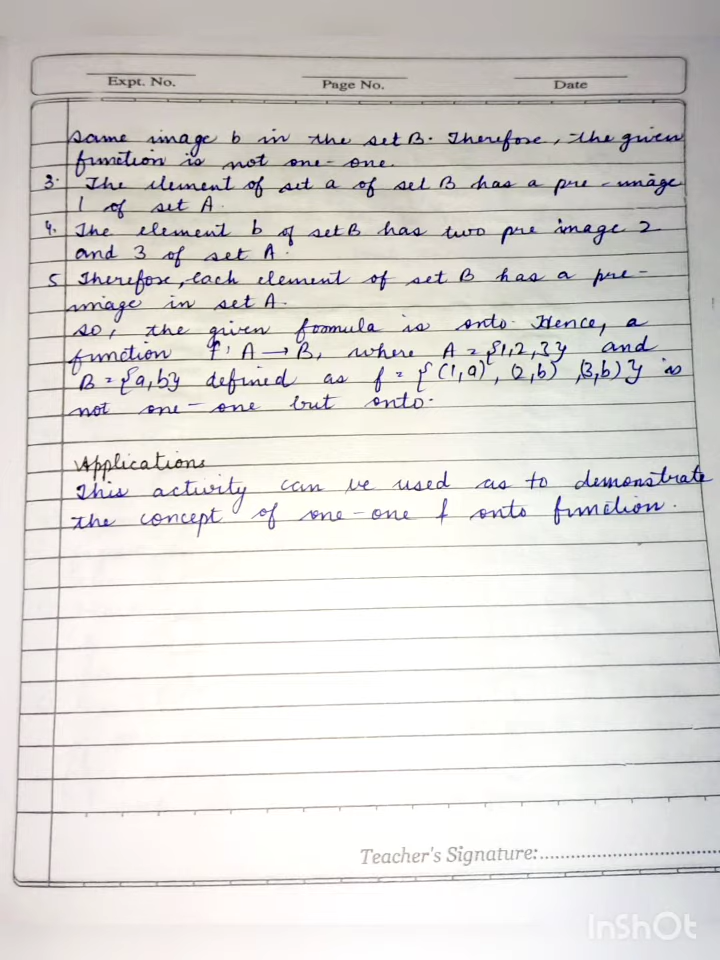 Expt. No.
Page No.
Date
same image b in the set B. Therefore, the given
function is not one-one.
3. The element of set a of set B has a pre-image
1 of set A.
4. The element b of set B has two pre image 2
and 3 of set A.
5 Therefore, each element of set B has a pre-
image in set A.
so, the given formula is onto. Hence, a
function f: A → B, where A = {1,2,3} and
B = {a,b} defined as f = {(1,a), (2,b), (3,b)} is
not one-one but onto.
Applications
This activity can be used as to demonstrate
the concept of one-one & onto function.
Teacher's Signature:
InShOt